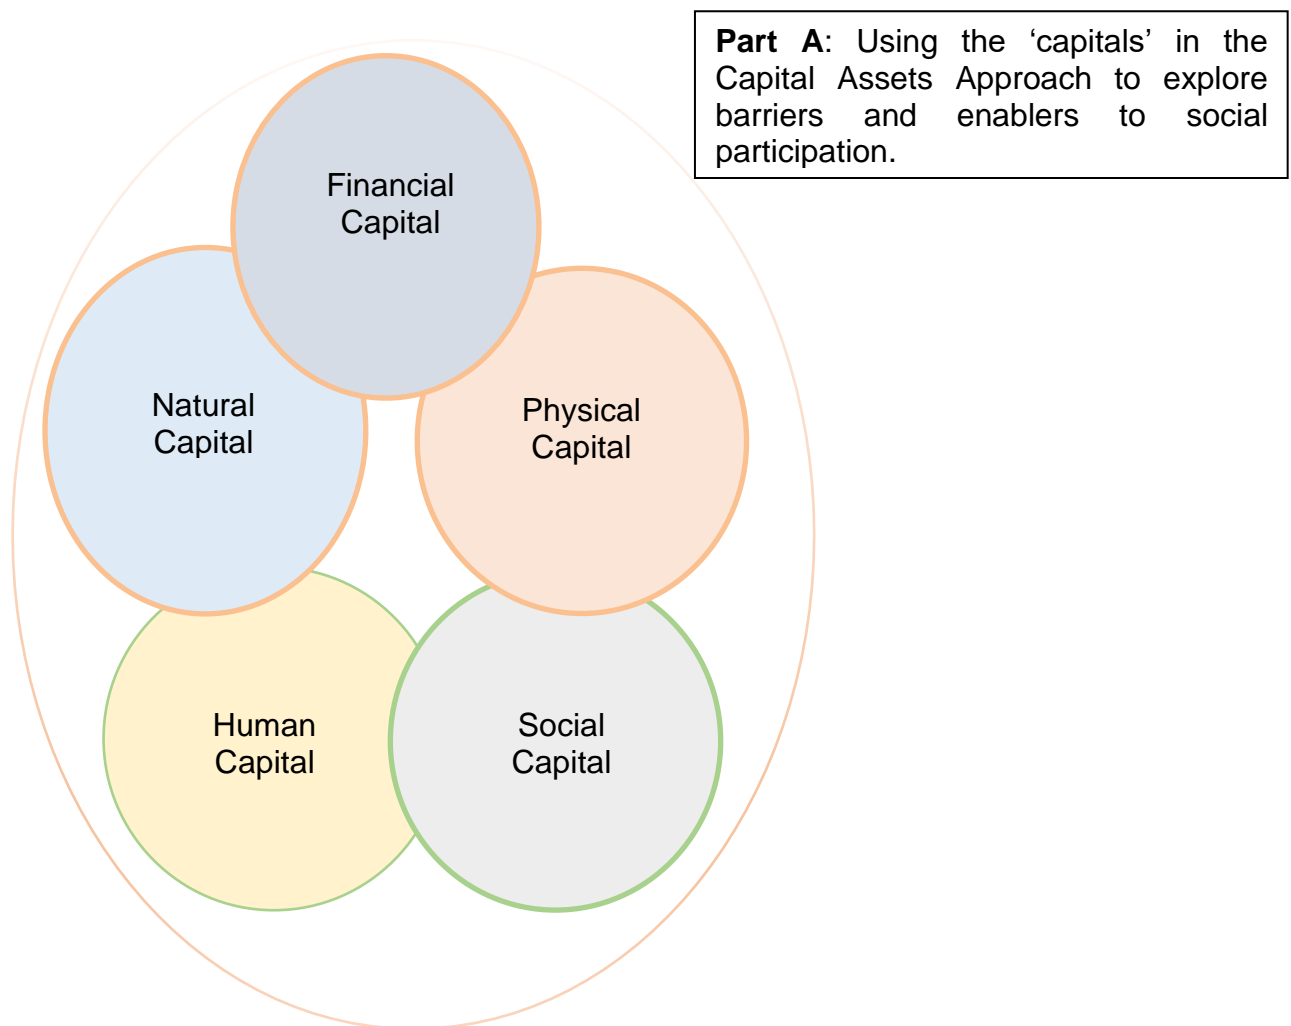 Part A: Using the ‘capitals’ in the
Capital Assets Approach to explore
barriers and enablers to social
participation.
Financial
Capital
Natural
Capital
Physical
Capital
Human
Capital
Social
Capital